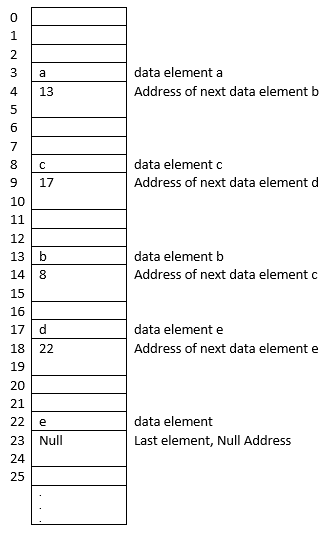 0
1
2
3 a data element a
4 13 Address of next data element b
5
6
7
8 c data element c
9 17 Address of next data element d
10
11
12
13 b data element b
14 8 Address of next data element c
15
16
17 d data element e
18 22 Address of next data element e
19
20
21
22 e data element
23 Null Last element, Null Address
24
25
.
.
.